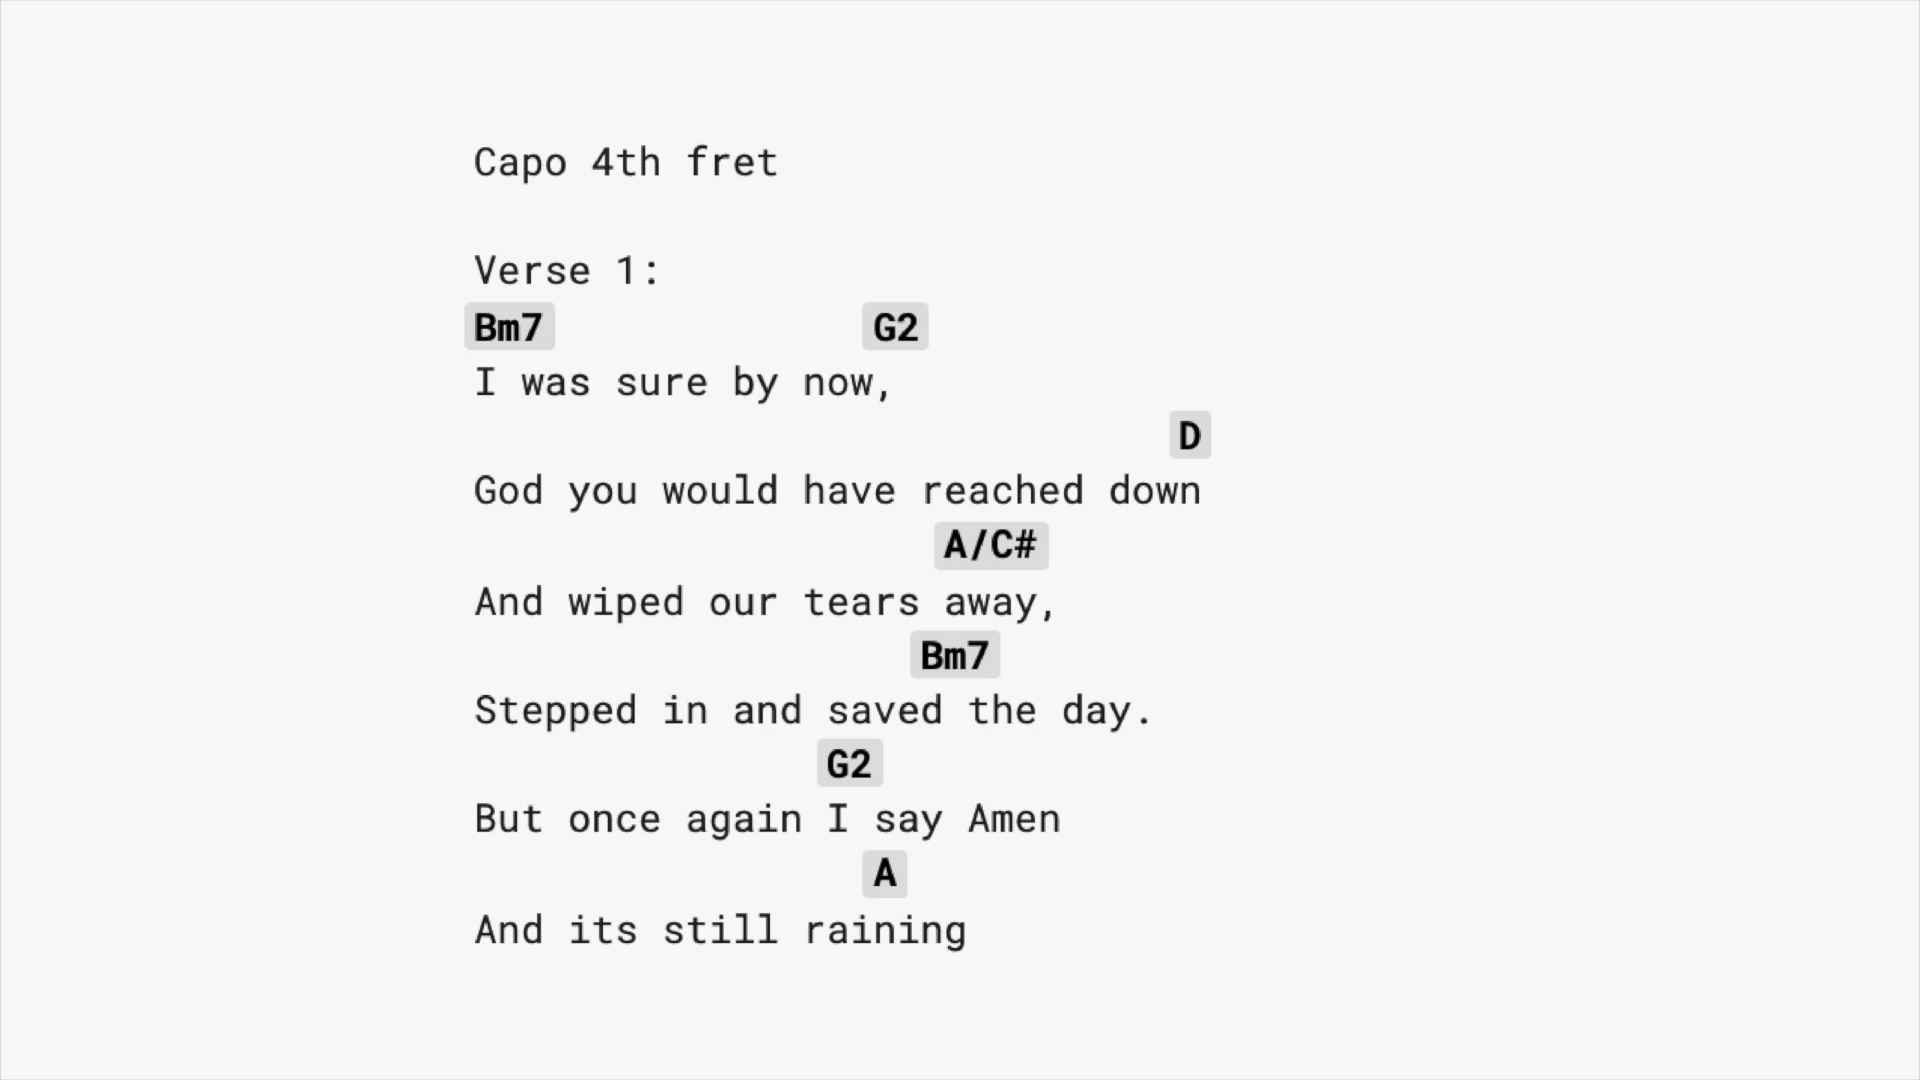 Capo 4th fret
Verse 1:
Bm7 G2
I was sure by now,
D
God you would have reached down
A/C#
And wiped our tears away,
Bm7
Stepped in and saved the day.
G2
But once again I say Amen
A
And its still raining